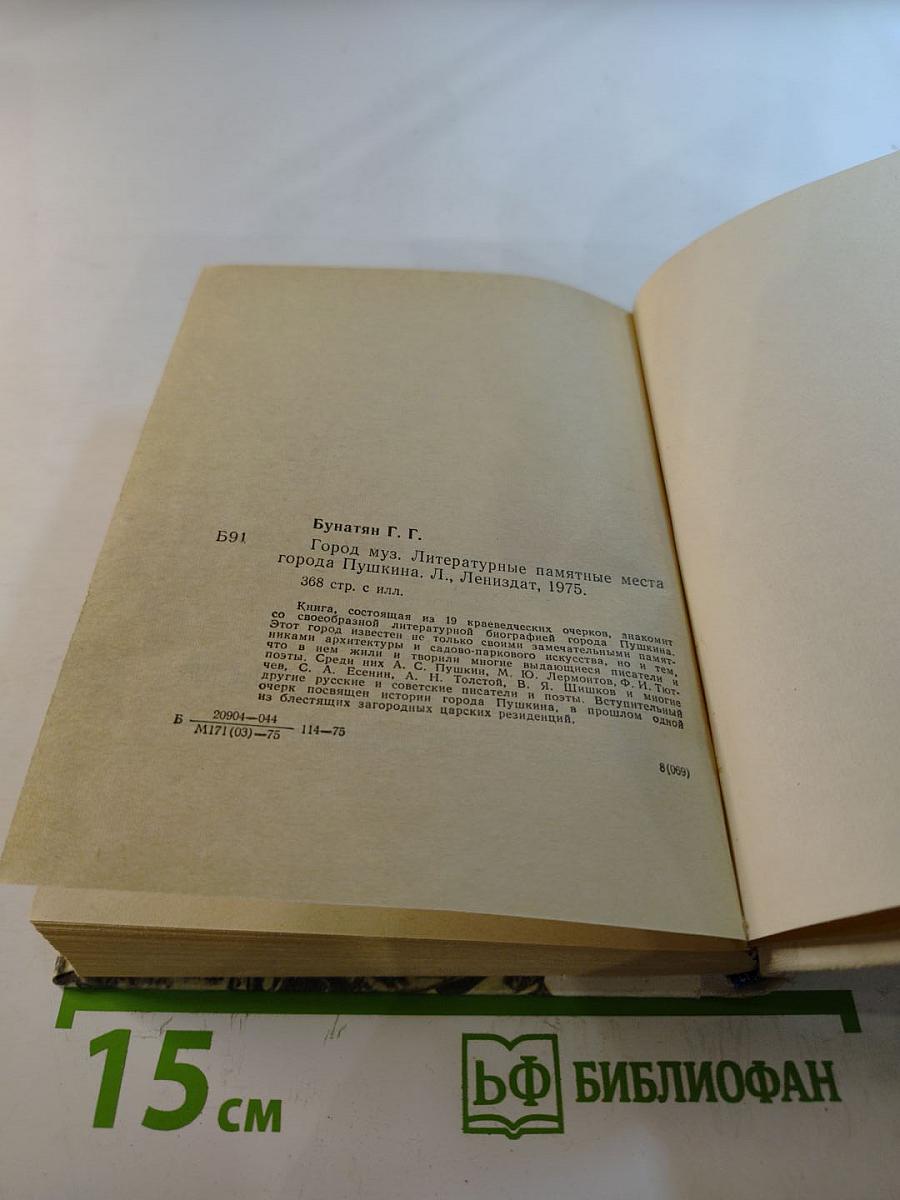 Бунатян Г. Г.
Б91
Город муз. Литературные памятные места
города Пушкина. Л., Лениздат, 1975.
368 стр. с илл.
Книга, состоящая из 19 краеведческих очерков, знакомит
со своеобразной литературной биографией города Пушкина.
Этот город известен не только своими замечательными памят-
никами архитектуры и садово-паркового искусства, но и тем,
что в нем жили и творили многие выдающиеся писатели и
поэты. Среди них А. С. Пушкин, М. Ю. Лермонтов, Ф. И. Тют-
чев, С. А. Есенин, А. Н. Толстой, В. Я. Шишков и многие
другие русские и советские писатели и поэты. Вступительный
очерк посвящен истории города Пушкина, в прошлом одной
из блестящих загородных царских резиденций.
Б 20904—044
М171(03)—75 114—75
8(069)
15 см
БФ БИБЛИОФАН